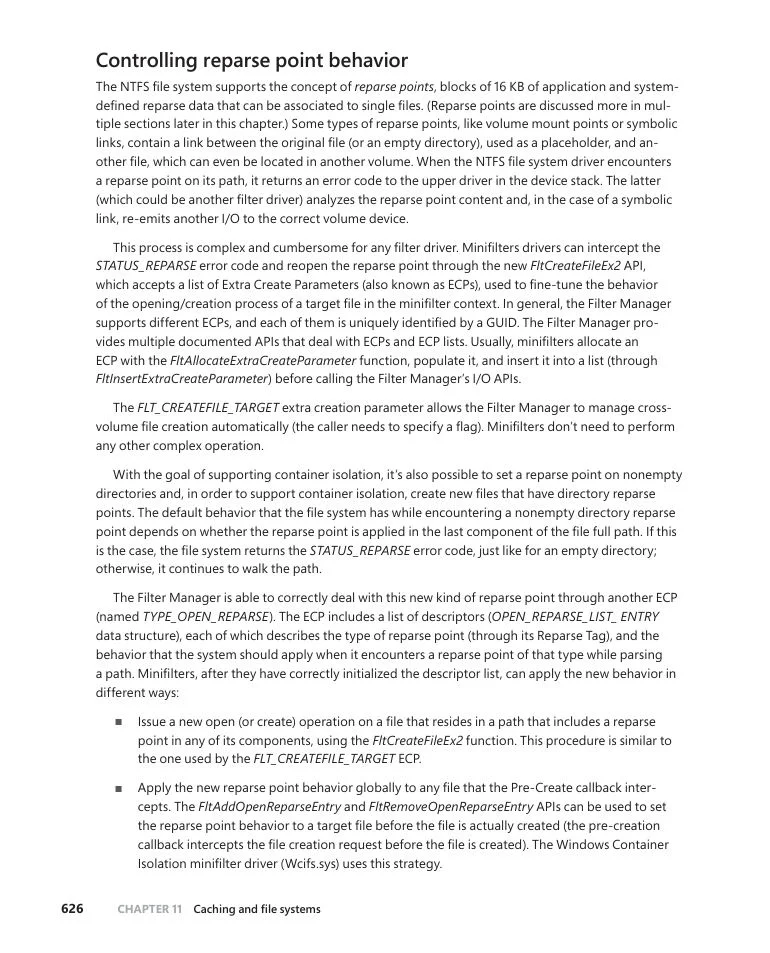 Controlling reparse point behavior
The NTFS file system supports the concept of reparse points, blocks of 16 KB of application and system-
defined reparse data that can be associated to single files. (Reparse points are discussed more in mul-
tiple sections later in this chapter.) Some types of reparse points, like volume mount points or symbolic
links, contain a link between the original file (or an empty directory), used as a placeholder, and an-
other file, which can even be located in another volume. When the NTFS file system driver encounters
a reparse point on its path, it returns an error code to the upper driver in the device stack. The latter
(which could be another filter driver) analyzes the reparse point content and, in the case of a symbolic
link, re-emits another I/O to the correct volume device.
This process is complex and cumbersome for any filter driver. Minifilters drivers can intercept the
STATUS_REPARSE error code and reopen the reparse point through the new FltCreateFileEx2 API,
which accepts a list of Extra Create Parameters (also known as ECPs), used to fine-tune the behavior
of the opening/creation process of a target file in the minifilter context. In general, the Filter Manager
supports different ECPs, and each of them is uniquely identified by a GUID. The Filter Manager pro-
vides multiple documented APIs that deal with ECPs and ECP lists. Usually, minifilters allocate an
ECP with the FltAllocateExtraCreateParameter function, populate it, and insert it into a list (through
FltInsertExtraCreateParameter) before calling the Filter Manager's I/O APIs.
The FLT_CREATEFILE_TARGET extra creation parameter allows the Filter Manager to manage cross-
volume file creation automatically (the caller needs to specify a flag). Minifilters don't need to perform
any other complex operation.
With the goal of supporting container isolation, it's also possible to set a reparse point on nonempty
directories and, in order to support container isolation, create new files that have directory reparse
points. The default behavior that the file system has while encountering a nonempty directory reparse
point depends on whether the reparse point is applied in the last component of the file full path. If this
is the case, the file system returns the STATUS_REPARSE error code, just like for an empty directory;
otherwise, it continues to walk the path.
The Filter Manager is able to correctly deal with this new kind of reparse point through another ECP
(named TYPE_OPEN_REPARSE). The ECP includes a list of descriptors (OPEN_REPARSE_LIST_ ENTRY
data structure), each of which describes the type of reparse point (through its Reparse Tag), and the
behavior that the system should apply when it encounters a reparse point of that type while parsing
a path. Minifilters, after they have correctly initialized the descriptor list, can apply the new behavior in
different ways:
■ Issue a new open (or create) operation on a file that resides in a path that includes a reparse
point in any of its components, using the FltCreateFileEx2 function. This procedure is similar to
the one used by the FLT_CREATEFILE_TARGET ECP.
■ Apply the new reparse point behavior globally to any file that the Pre-Create callback inter-
cepts. The FltAddOpenReparseEntry and FltRemoveOpenReparseEntry APIs can be used to set
the reparse point behavior to a target file before the file is actually created (the pre-creation
callback intercepts the file creation request before the file is created). The Windows Container
Isolation minifilter driver (Wcifs.sys) uses this strategy.
626 CHAPTER 11 Caching and file systems